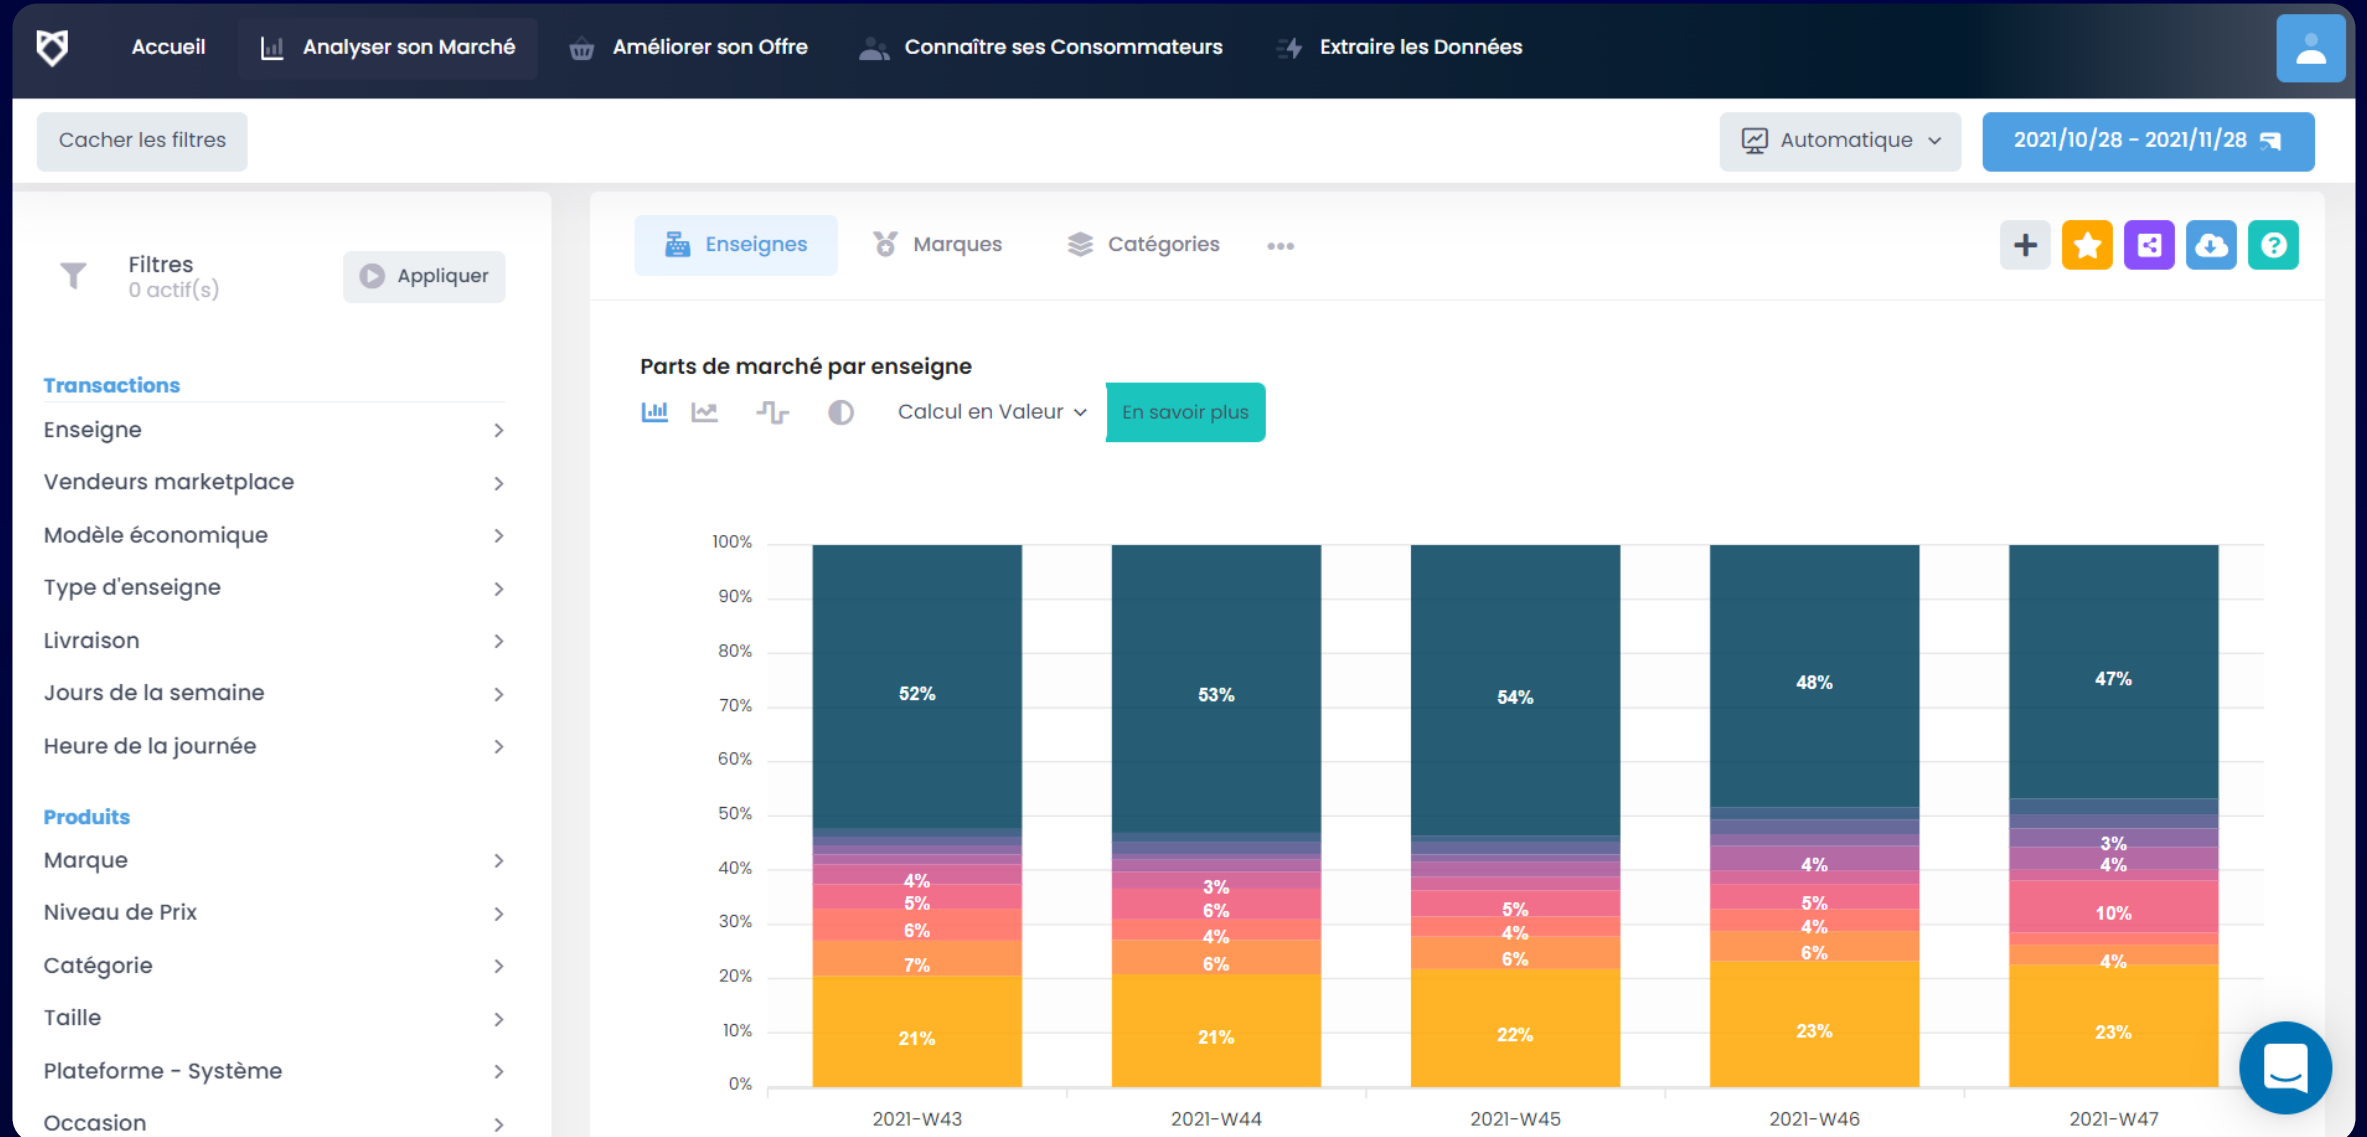 Accueil
Analyser son Marché
Améliorer son Offre
Connaître ses Consommateurs
Extraire les Données
Cacher les filtres
Automatique
2021/10/28 - 2021/11/28
Filtres
0 actif(s)
Appliquer
Transactions
Enseigne
Vendeurs marketplace
Modèle économique
Type d'enseigne
Livraison
Jours de la semaine
Heure de la journée
Produits
Marque
Niveau de Prix
Catégorie
Taille
Plateforme - Système
Occasion
Enseignes
Marques
Catégories
Parts de marché par enseigne
Calcul en Valeur
En savoir plus
100%
90%
80%
70%
60%
50%
40%
30%
20%
10%
0%
52%
4%
5%
6%
7%
21%
53%
3%
6%
4%
6%
21%
54%
5%
4%
6%
22%
48%
4%
5%
4%
6%
23%
47%
3%
4%
10%
4%
23%
2021-W43
2021-W44
2021-W45
2021-W46
2021-W47